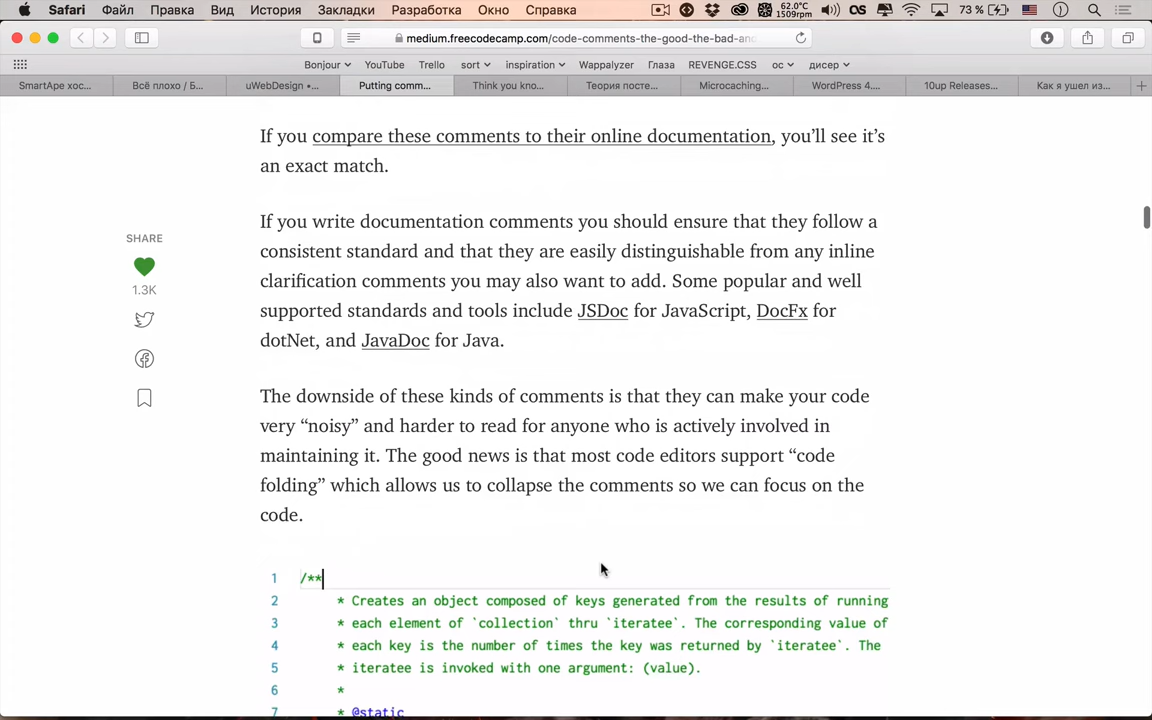 Safari Файл Правка Вид История Закладки Разработка Окно Справка 62.0°C 1509rpm 73 %
medium.freecodecamp.com/code-comments-the-good-the-bad-and…
Bonjour YouTube Trello sort inspiration Wappalyzer Глаза REVENGE.CSS ос дисер
SmartApe хос... Всё плохо / Б... uWebDesign •... Putting comm... Think you kno... Теория посте... Microcaching... WordPress 4.... 10up Releases... Как я ушел из...
If you compare these comments to their online documentation, you’ll see it’s
an exact match.
If you write documentation comments you should ensure that they follow a
consistent standard and that they are easily distinguishable from any inline
clarification comments you may also want to add. Some popular and well
supported standards and tools include JSDoc for JavaScript, DocFx for
dotNet, and JavaDoc for Java.
SHARE
1.3K
The downside of these kinds of comments is that they can make your code
very “noisy” and harder to read for anyone who is actively involved in
maintaining it. The good news is that most code editors support “code
folding” which allows us to collapse the comments so we can focus on the
code.
1 /**
2 * Creates an object composed of keys generated from the results of running
3 * each element of `collection` thru `iteratee`. The corresponding value of
4 * each key is the number of times the key was returned by `iteratee`. The
5 * iteratee is invoked with one argument: (value).
6 *
7 * @static